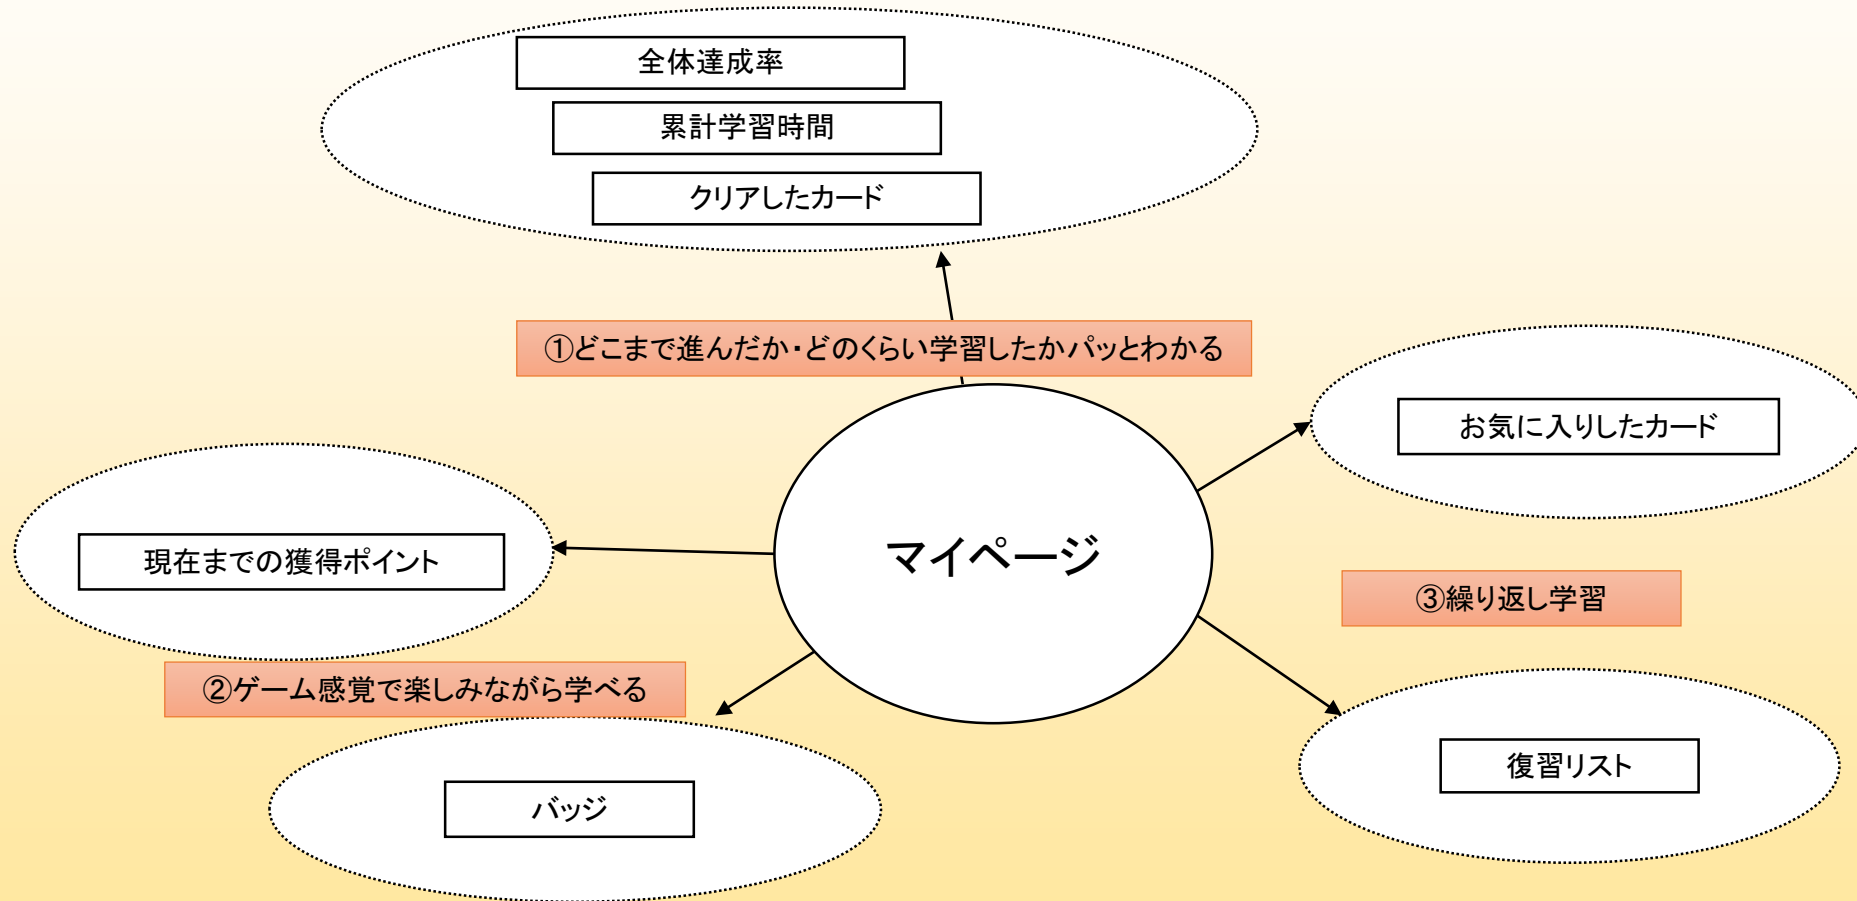 全体達成率
累計学習時間
クリアしたカード
①どこまで進んだか・どのくらい学習したかパッとわかる
お気に入りしたカード
マイページ
現在までの獲得ポイント
③繰り返し学習
②ゲーム感覚で楽しみながら学べる
復習リスト
バッジ